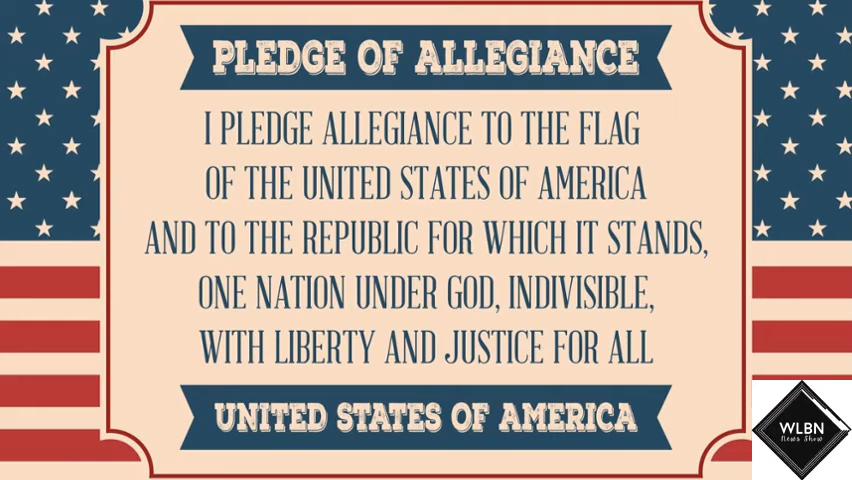 PLEDGE OF ALLEGIANCE
I PLEDGE ALLEGIANCE TO THE FLAG
OF THE UNITED STATES OF AMERICA
AND TO THE REPUBLIC FOR WHICH IT STANDS,
ONE NATION UNDER GOD, INDIVISIBLE,
WITH LIBERTY AND JUSTICE FOR ALL
UNITED STATES OF AMERICA
WLBN
News Show